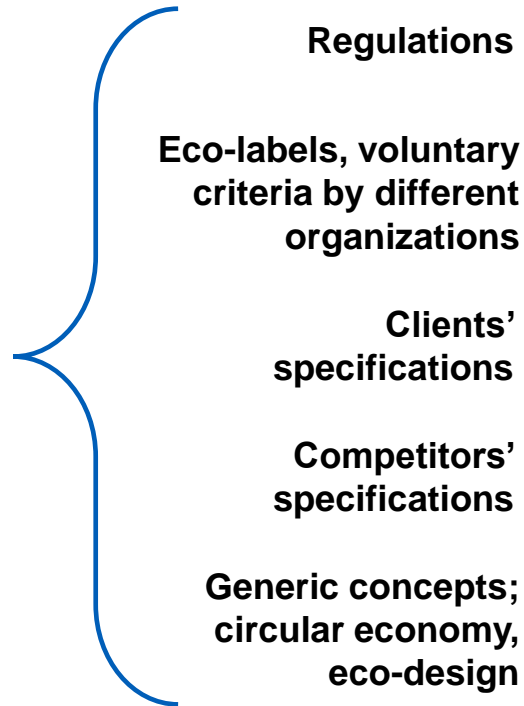 Regulations
Eco-labels, voluntary
criteria by different
organizations
Clients’
specifications
Competitors’
specifications
Generic concepts;
circular economy,
eco-design